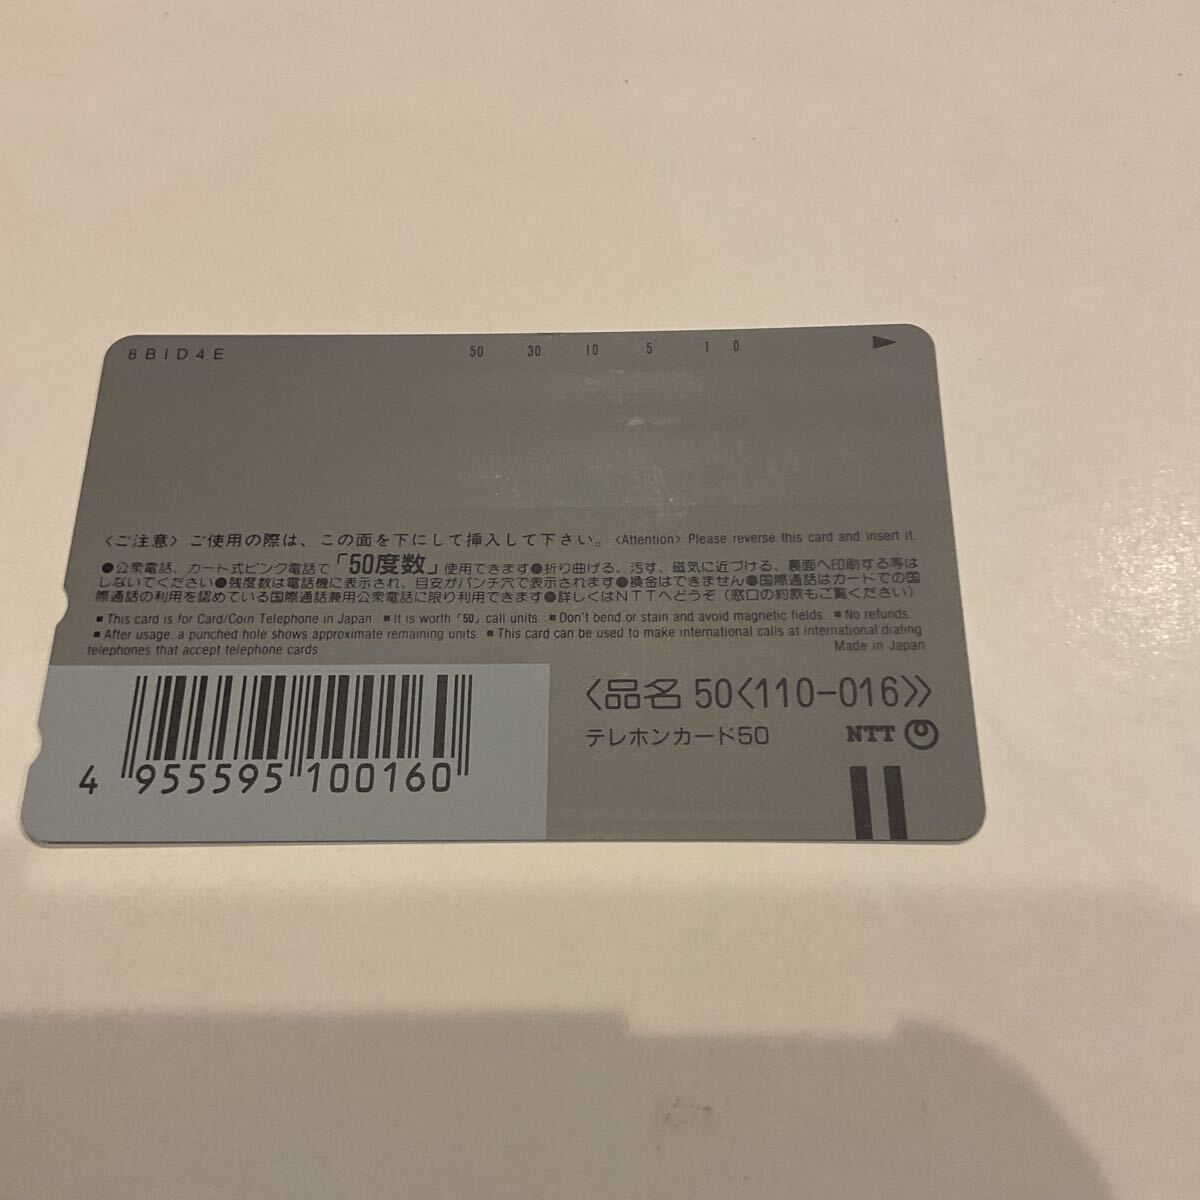 8BID4E 50 30 10 5 1 0
〈ご注意〉ご使用の際は、この面を下にして挿入して下さい。〈Attention〉Please reverse this card and insert it.
●公衆電話、カード式ピンク電話で「50度数」使用できます●折り曲げる、汚す、磁気に近づける、裏面へ印刷する等は
しないでください●残度数は電話機に表示され、目安がパンチ穴で表示されます●換金はできません●国際通話はカードでの国
際通話の利用を認めている国際通話兼用公衆電話に限り利用できます●詳しくはNTTへどうぞ（窓口の約款もご覧ください）
■This card is for Card/Coin Telephone in Japan. ■It is worth「50」call units. ■Don't bend or stain and avoid magnetic fields. ■No refunds.
■After usage, a punched hole shows approximate remaining units. ■This card can be used to make international calls at international dialing
telephones that accept telephone cards. Made in Japan
〈品名 50〈110-016〉〉
テレホンカード50 NTT
4 955595 100160